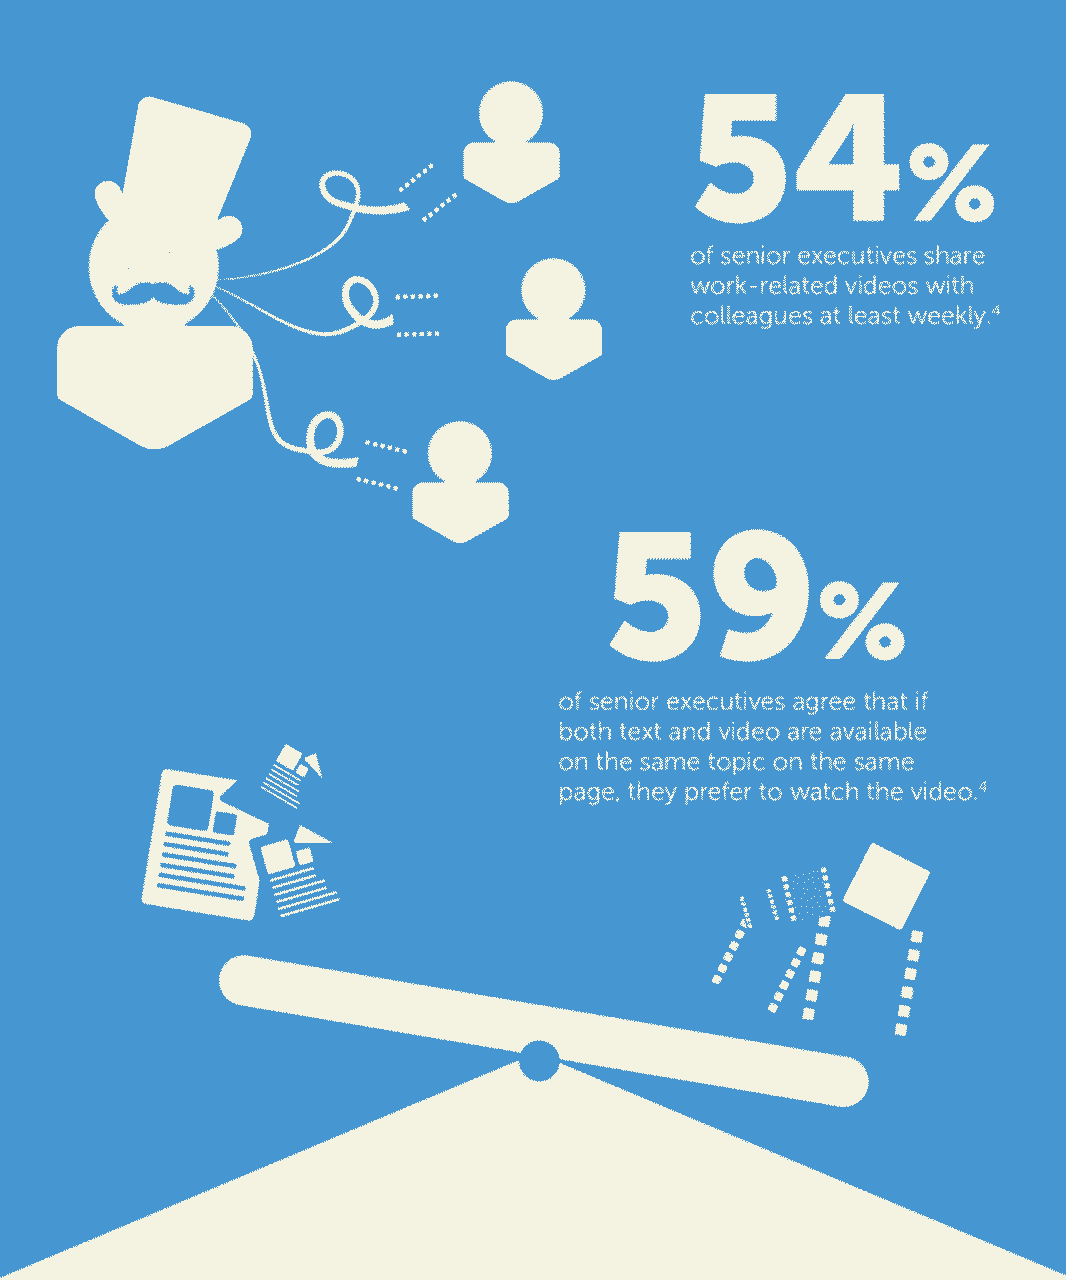 54%
of senior executives share
work-related videos with
colleagues at least weekly.4
59%
of senior executives agree that if
both text and video are available
on the same topic on the same
page, they prefer to watch the video.4